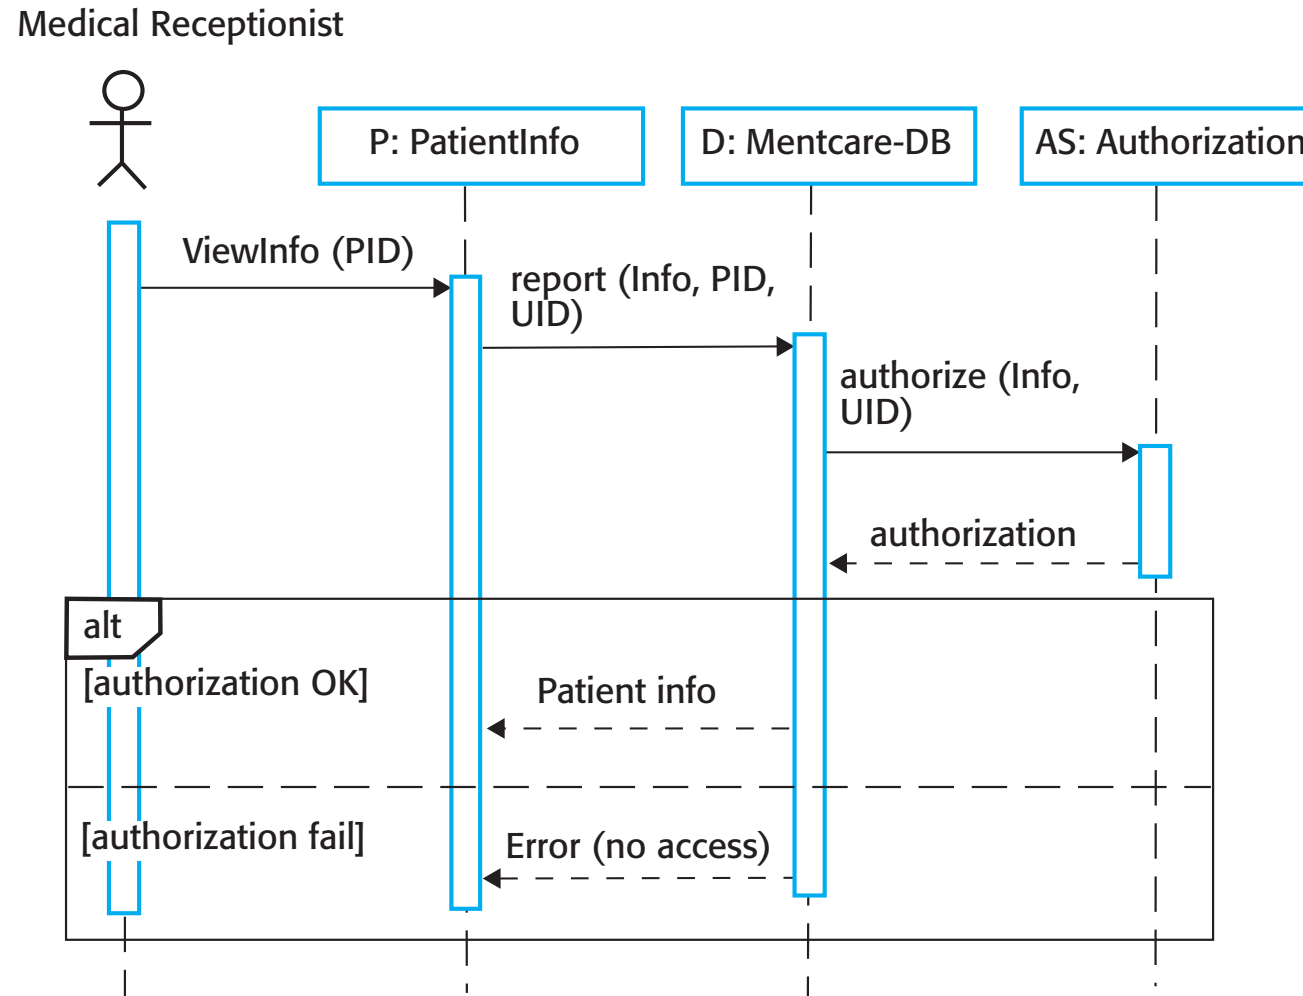 Medical Receptionist
P: PatientInfo
D: Mentcare-DB
AS: Authorization
ViewInfo (PID)
report (Info, PID,
UID)
authorize (Info,
UID)
authorization
alt
[authorization OK]
Patient info
[authorization fail]
Error (no access)